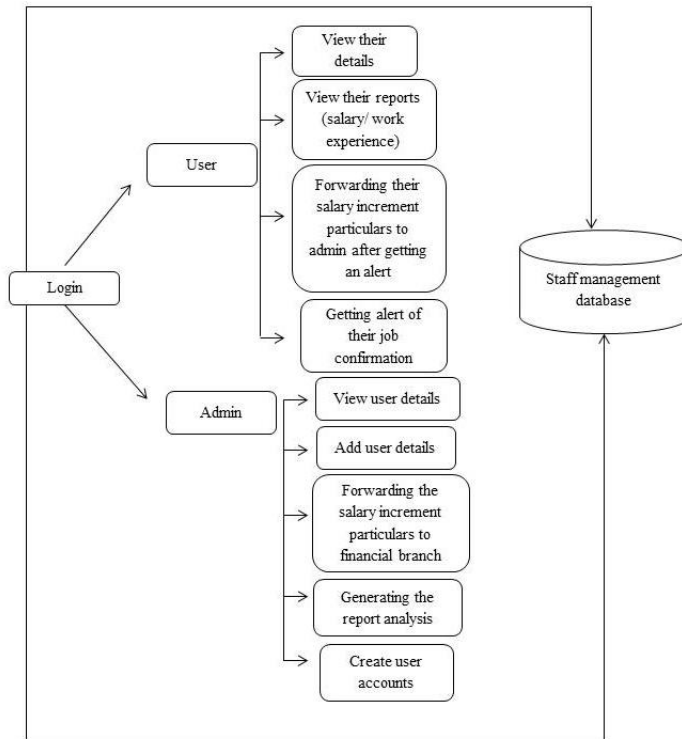 View their
details
View their reports
(salary/ work
experience)
User
Forwarding their
salary increment
particulars to
admin after getting
an alert
Login
Staff management
database
Getting alert of
their job
confirmation
Admin
View user details
Add user details
Forwarding the
salary increment
particulars to
financial branch
Generating the
report analysis
Create user
accounts